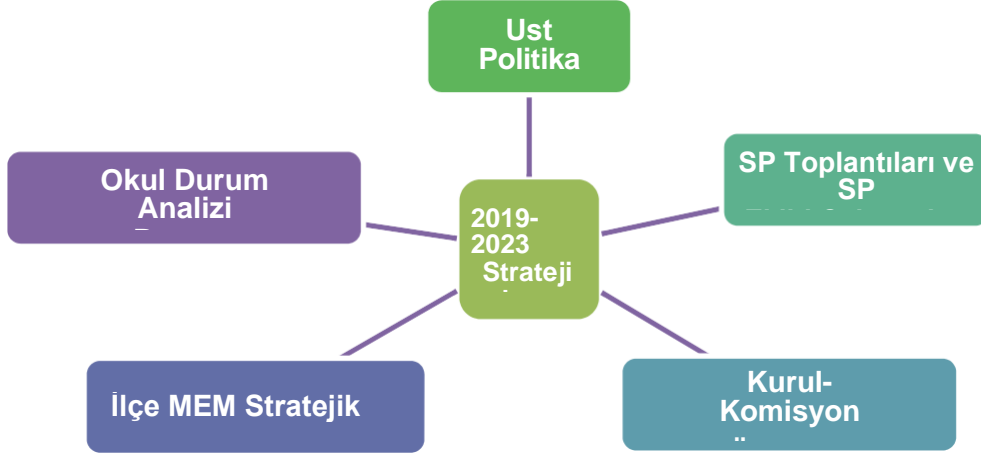 Ust
Politika
SP Toplantıları ve
SP
Okul Durum
Analizi
2019-
2023
Strateji
İlçe MEM Stratejik
Kurul-
Komisyon